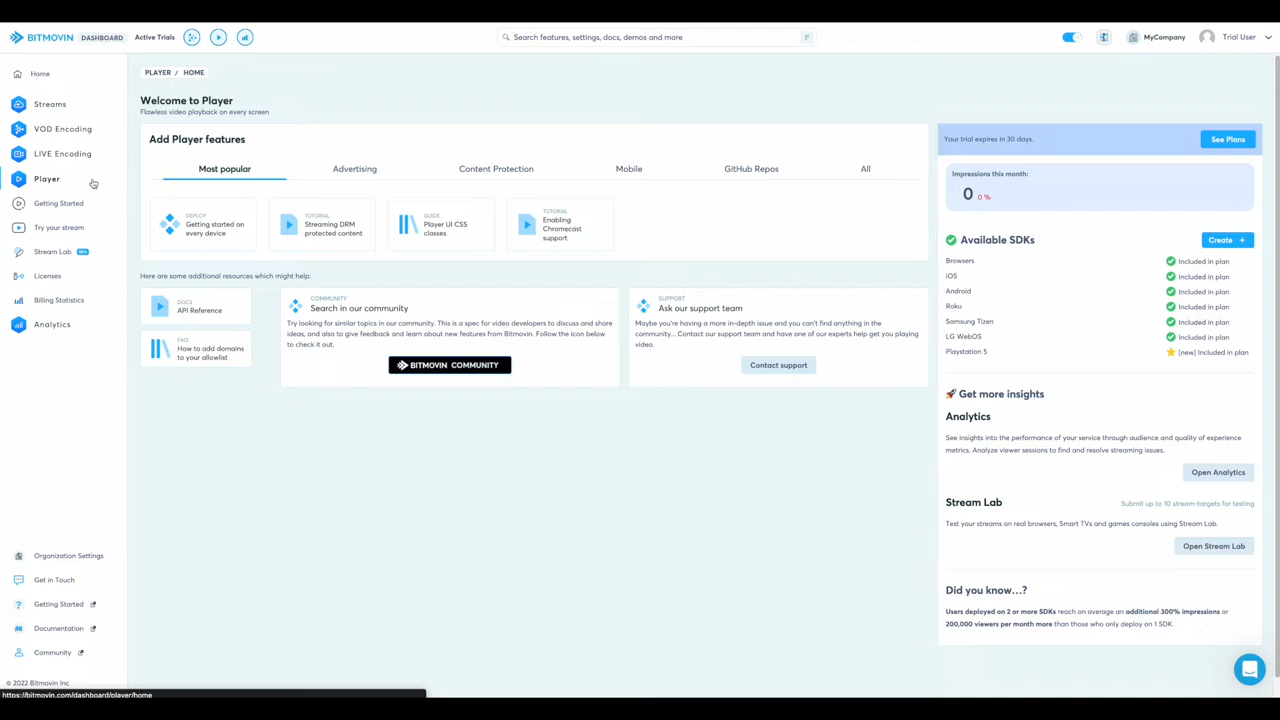 BITMOVIN DASHBOARD Active Trials
Search features, settings, docs, demos and more
MyCompany
Trial User
Home
Streams
VOD Encoding
LIVE Encoding
Player
Getting Started
Try your stream
Stream Lab
Licenses
Billing Statistics
Analytics
Organization Settings
Get in Touch
Getting Started
Documentation
Community
© 2022 Bitmovin Inc
https://bitmovin.com/dashboard/player/home
PLAYER / HOME
Welcome to Player
Flawless video playback on every screen
Add Player features
Most popular
Advertising
Content Protection
Mobile
GitHub Repos
All
DEPLOY
Getting started on
every device
TUTORIAL
Streaming DRM
protected content
GUIDE
Player UI CSS
classes
TUTORIAL
Enabling
Chromecast
support
Here are some additional resources which might help:
DOCS
API Reference
FAQ
How to add domains
to your allowlist
COMMUNITY
Search in our community
Try looking for similar topics in our community. This is a spec for video developers to discuss and share
ideas, and also to give feedback and learn about new features from Bitmovin. Follow the icon below
to check it out.
BITMOVIN COMMUNITY
SUPPORT
Ask our support team
Maybe you're having a more in-depth issue and you can't find anything in the
community... Contact our support team and have one of our experts help get you playing
video.
Contact support
Your trial expires in 30 days.
See Plans
Impressions this month:
0 0 %
Available SDKs
Create +
Browsers Included in plan
iOS Included in plan
Android Included in plan
Roku Included in plan
Samsung Tizen Included in plan
LG WebOS Included in plan
Playstation 5 [new] Included in plan
Get more insights
Analytics
See insights into the performance of your service through audience and quality of experience
metrics. Analyze viewer sessions to find and resolve streaming issues.
Open Analytics
Stream Lab Submit up to 10 stream-targets for testing
Test your streams on real browsers, Smart TVs and games consoles using Stream Lab.
Open Stream Lab
Did you know...?
Users deployed on 2 or more SDKs reach on average an additional 300% impressions or
200,000 viewers per month more than those who only deploy on 1 SDK.